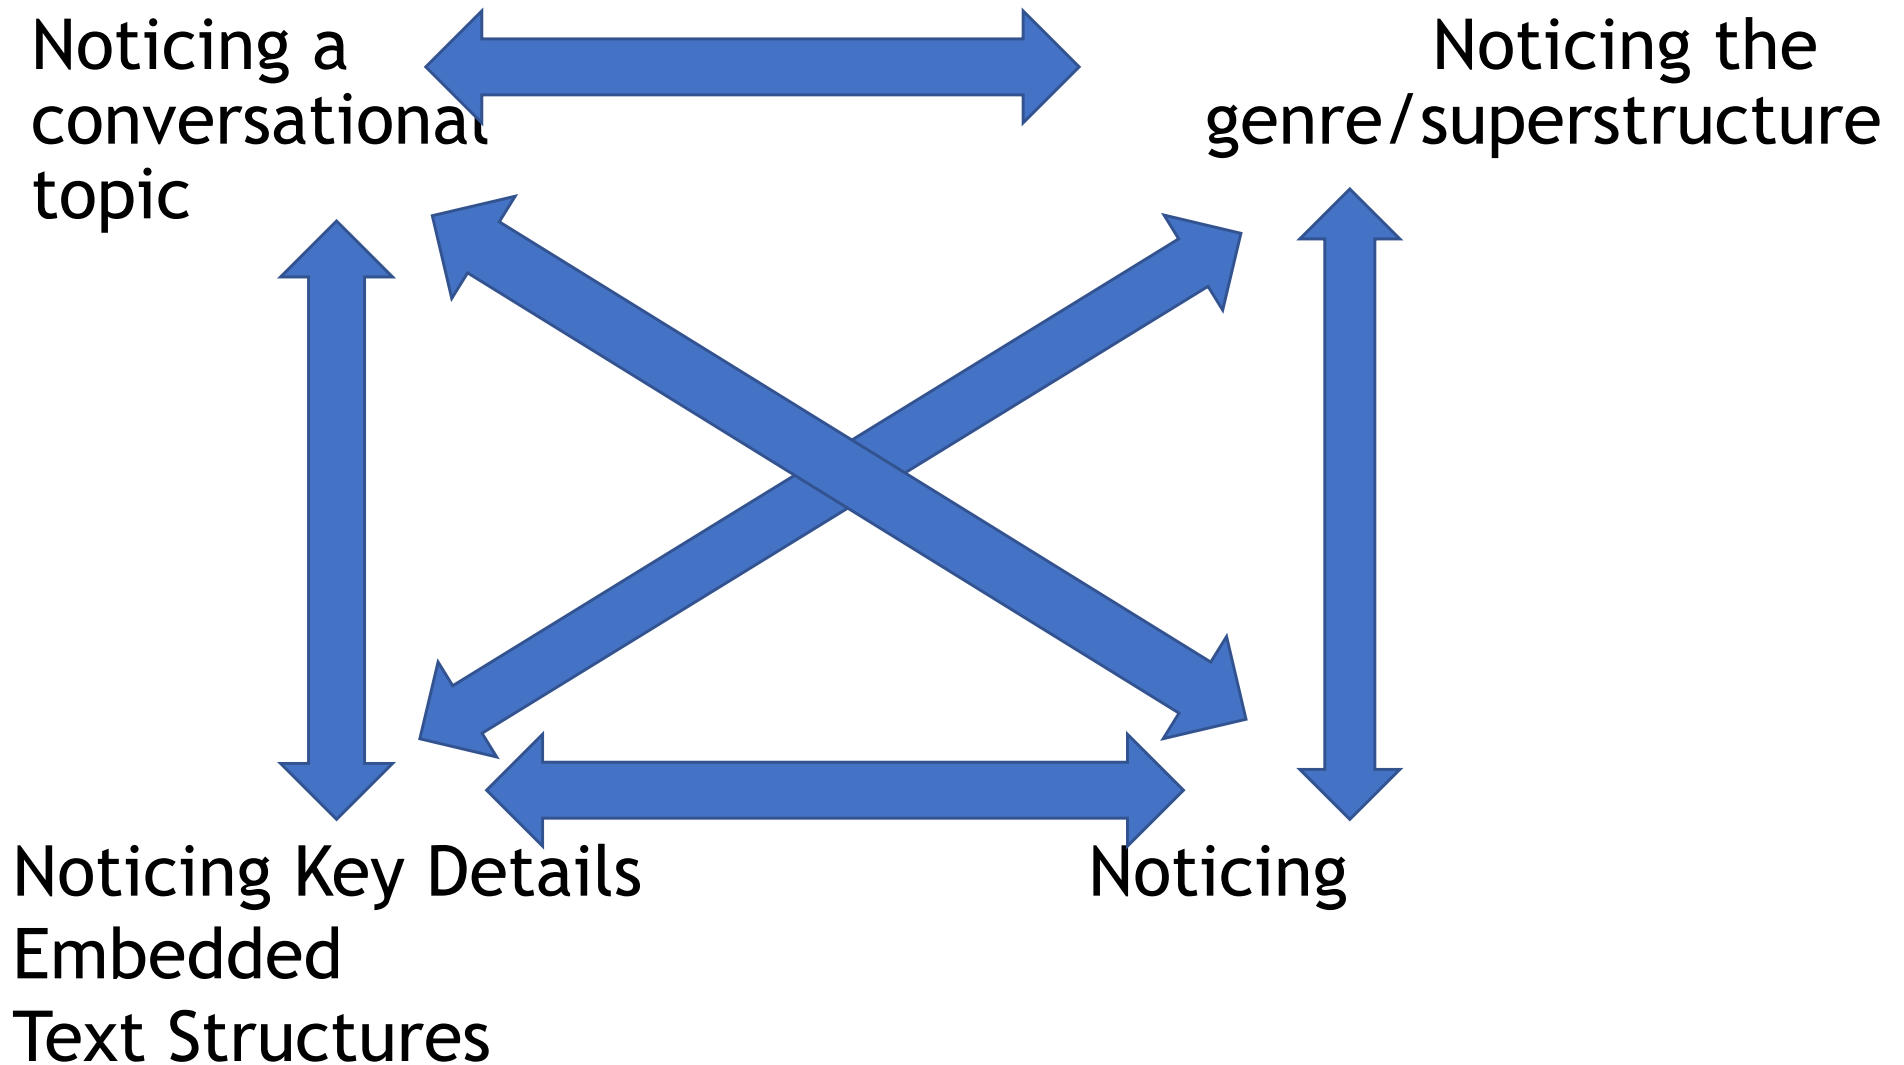 Noticing a
conversational
topic
Noticing the
genre/superstructure
Noticing Key Details
Embedded
Text Structures
Noticing